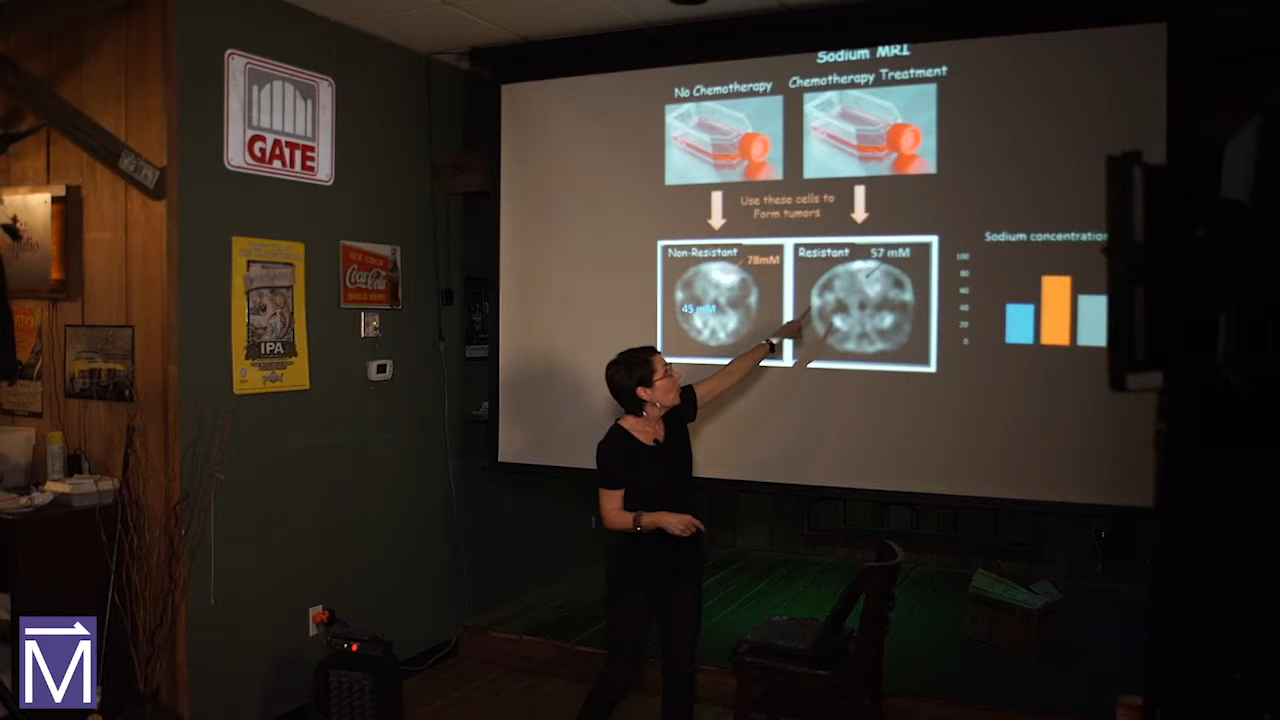 GATE
IPA
ICE COLD
Coca-Cola
SOLD HERE
Sodium MRI
No Chemotherapy
Chemotherapy Treatment
Use these cells to
Form tumors
Non-Resistant
78mM
45 mM
Resistant
57 mM
Sodium concentration
100
80
60
40
20
0
M